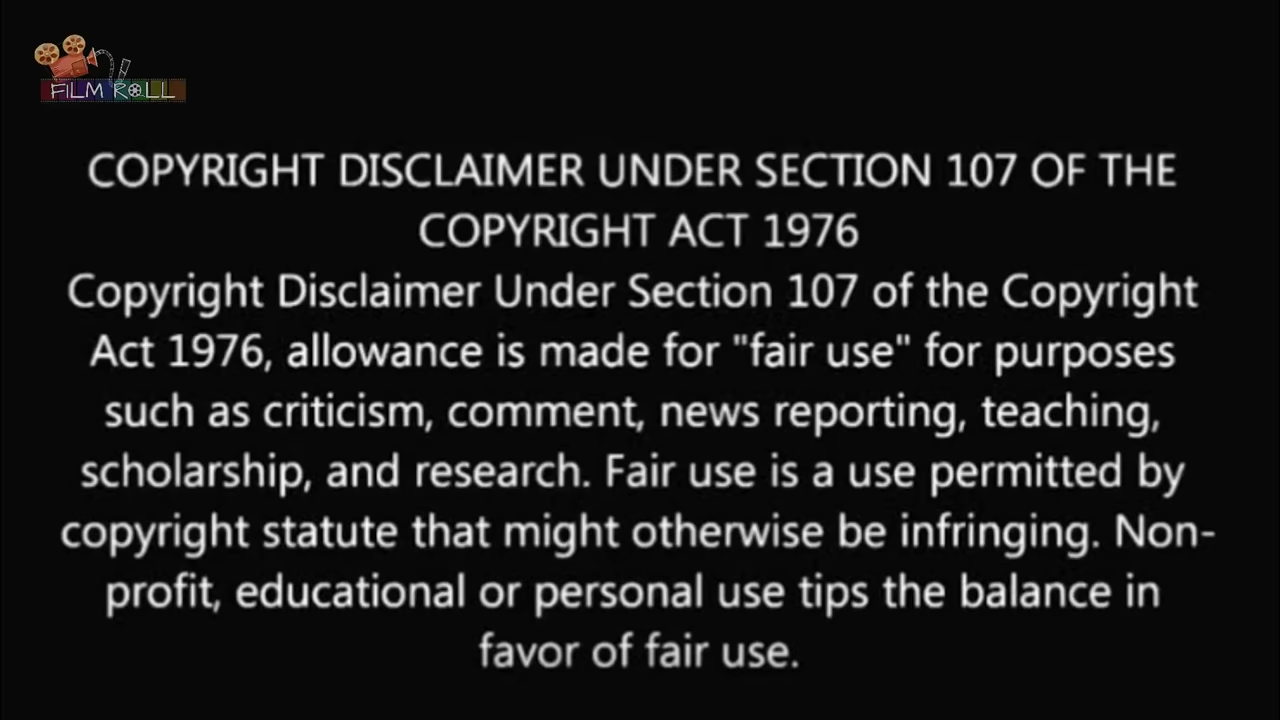 FILM ROLL
COPYRIGHT DISCLAIMER UNDER SECTION 107 OF THE
COPYRIGHT ACT 1976
Copyright Disclaimer Under Section 107 of the Copyright
Act 1976, allowance is made for "fair use" for purposes
such as criticism, comment, news reporting, teaching,
scholarship, and research. Fair use is a use permitted by
copyright statute that might otherwise be infringing. Non-
profit, educational or personal use tips the balance in
favor of fair use.